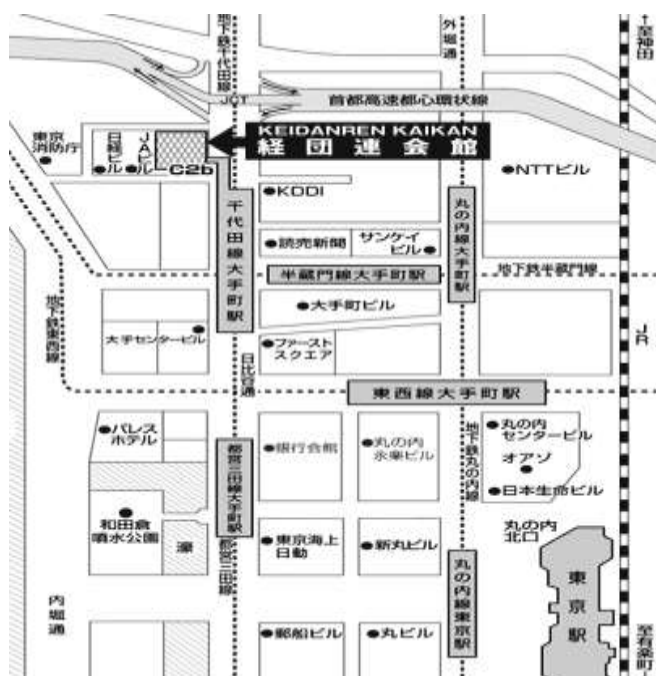 地下鉄千代田線
外堀通
↑至神田
JCT
首都高速都心環状線
東京
消防庁
日経ビル
JAビル
C2b
KEIDANREN KAIKAN
経団連会館
KDDI
NTTビル
千代田線大手町駅
丸の内線大手町駅
読売新聞
サンケイ
ビル
半蔵門線大手町駅
地下鉄半蔵門線
地下鉄東西線
大手町ビル
大手センタービル
ファースト
スクエア
JR
日比谷通
東西線大手町駅
パレス
ホテル
都営三田線大手町駅
銀行会館
丸の内
永楽ビル
地下鉄丸の内線
丸の内
センタービル
オアゾ
日本生命ビル
和田倉
噴水公園
濠
都営三田線
東京海上
日動
新丸ビル
丸の内
北口
東京駅
丸の内線東京駅
内堀通
郵船ビル
丸ビル
至有楽町↓